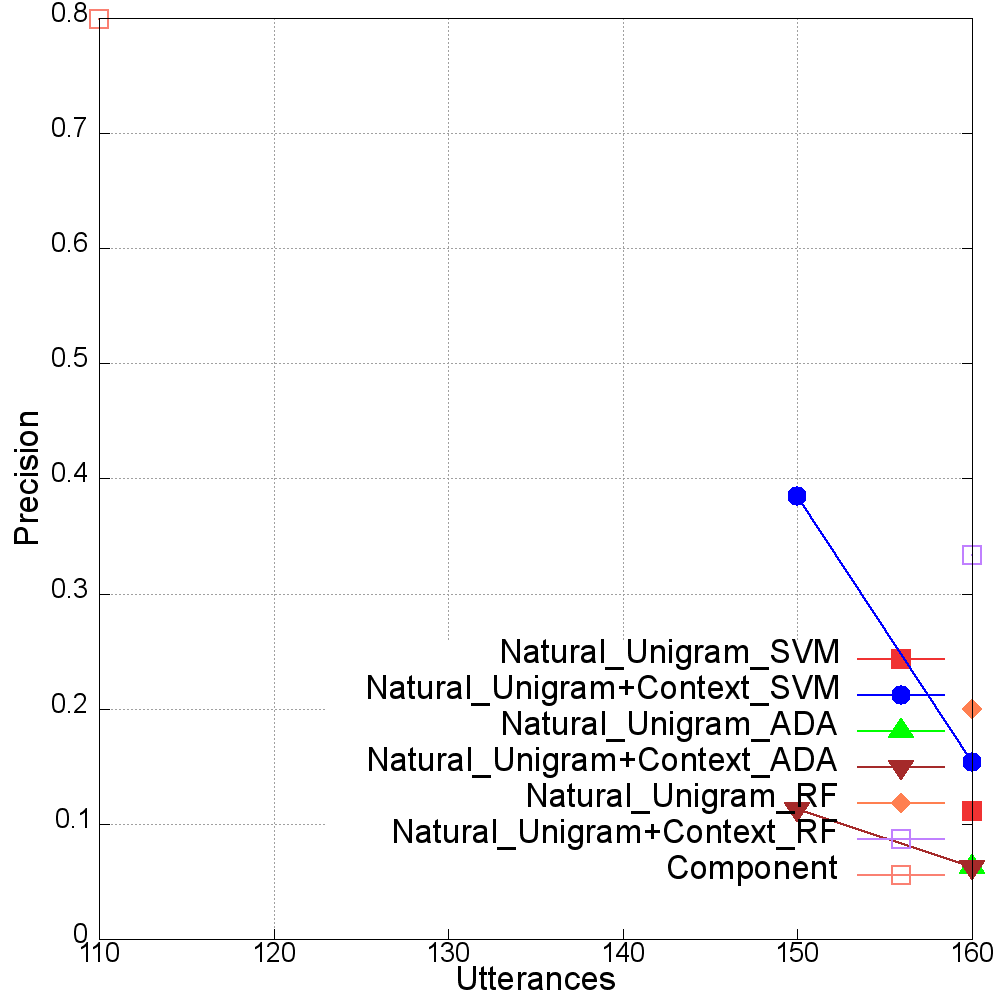 0.8
0.7
0.6
0.5
0.4
0.3
0.2
0.1
0
Precision
Natural_Unigram_SVM
Natural_Unigram+Context_SVM
Natural_Unigram_ADA
Natural_Unigram+Context_ADA
Natural_Unigram_RF
Natural_Unigram+Context_RF
Component
110 120 130 140 150 160
Utterances